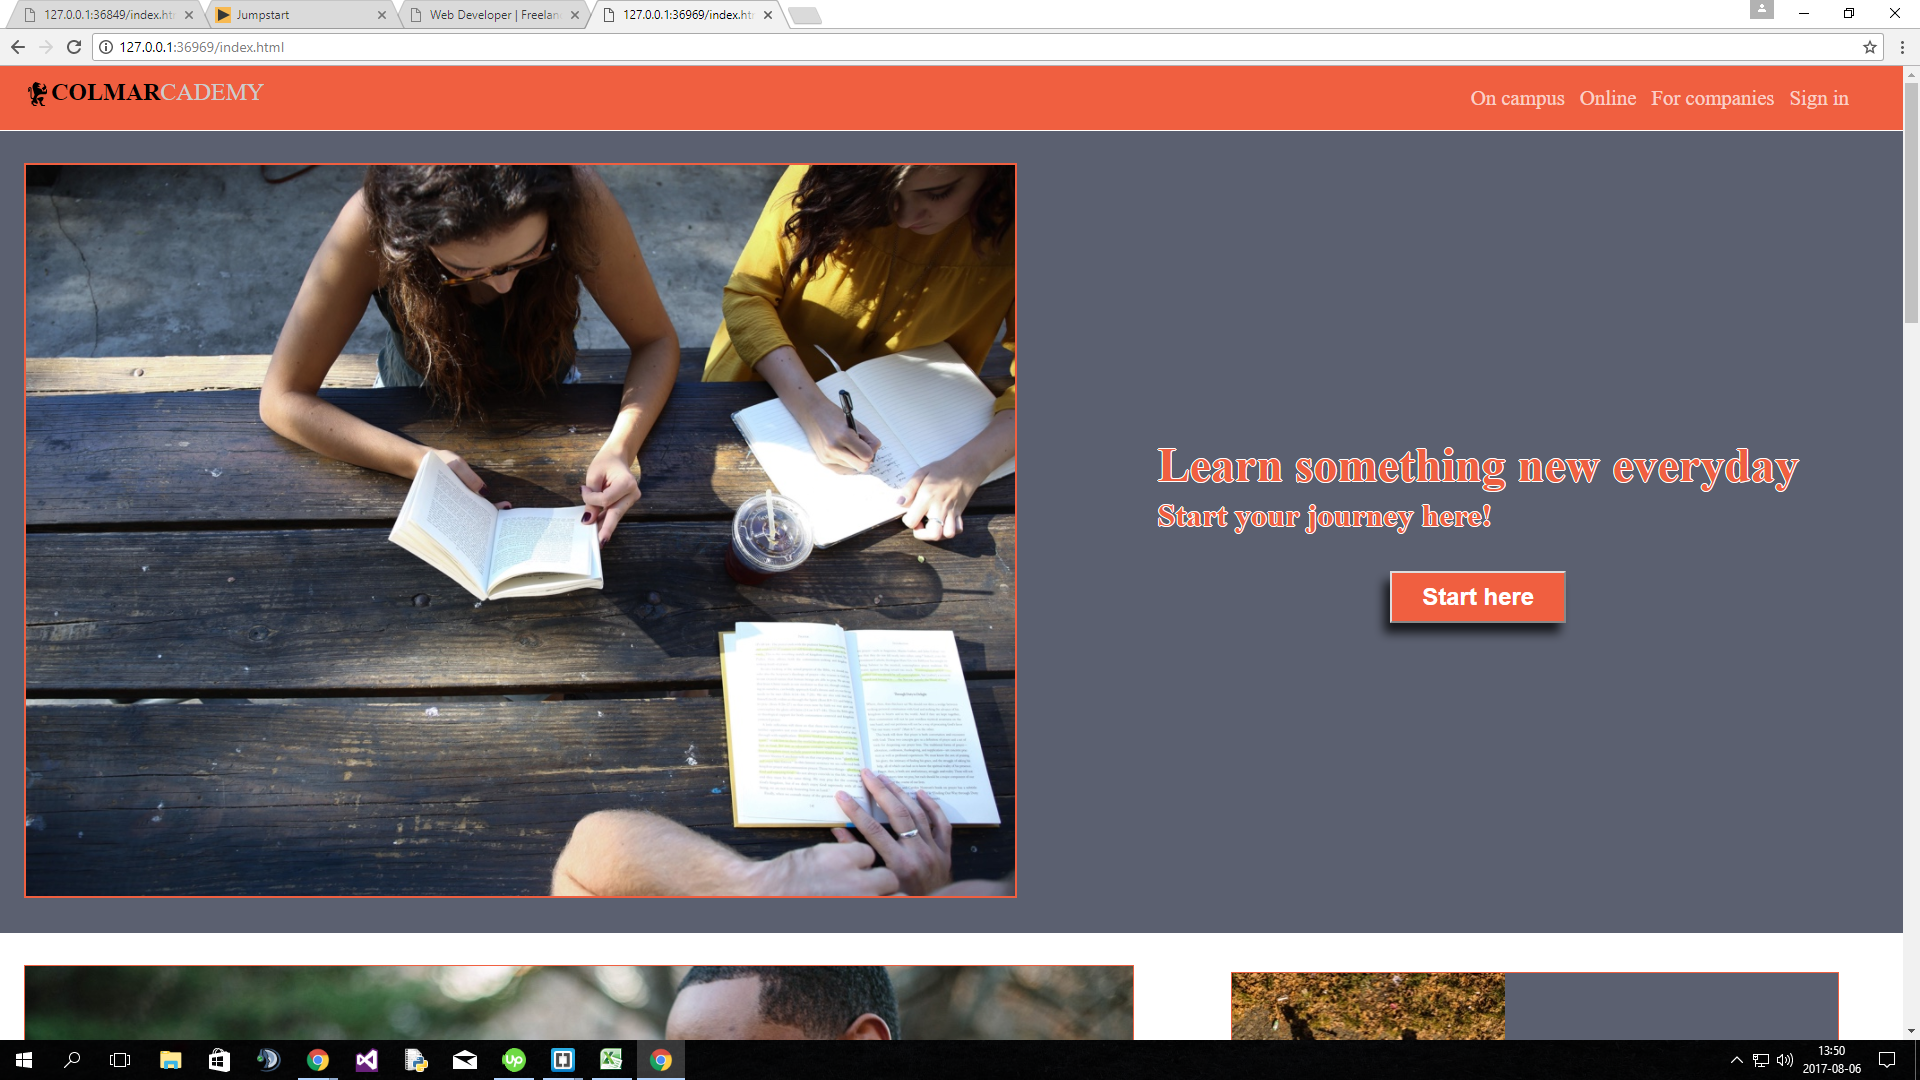 127.0.0.1:36849/index.ht
Jumpstart
Web Developer | Freelan
127.0.0.1:36969/index.ht
127.0.0.1:36969/index.html
COLMARCADEMY
On campus Online For companies Sign in
Learn something new everyday
Start your journey here!
Start here
up
13:50
2017-08-06